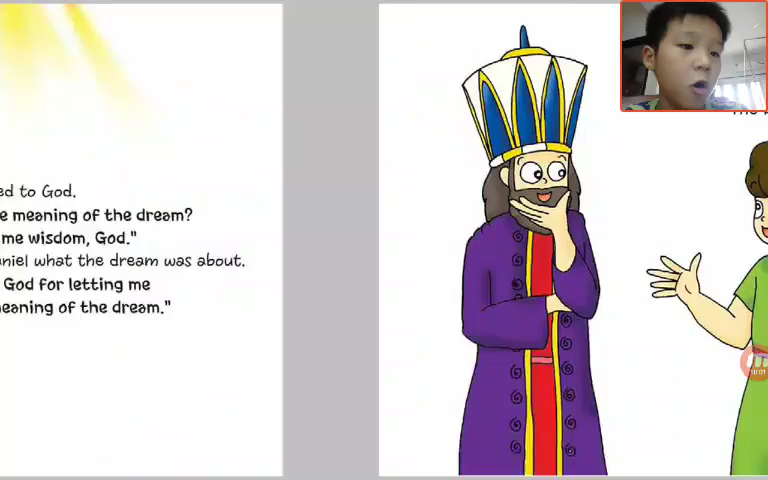 ed to God.
e meaning of the dream?
me wisdom, God."
niel what the dream was about.
God for letting me
eaning of the dream."